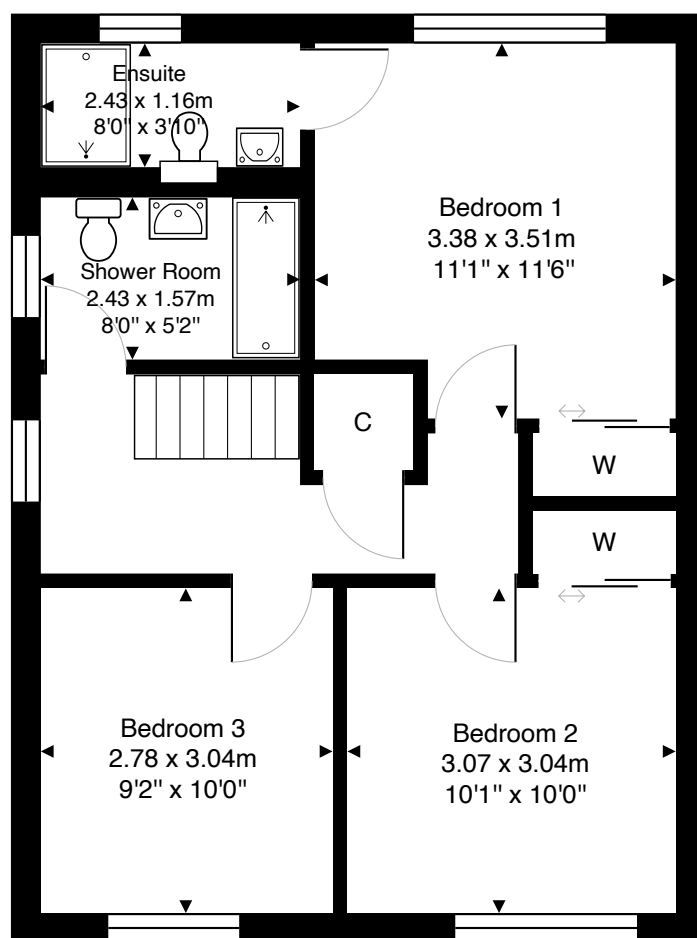 Ensuite
2.43 x 1.16m
8'0" x 3'10"
Bedroom 1
3.38 x 3.51m
11'1" x 11'6"
Shower Room
2.43 x 1.57m
8'0" x 5'2"
C
W
W
Bedroom 3
2.78 x 3.04m
9'2" x 10'0"
Bedroom 2
3.07 x 3.04m
10'1" x 10'0"